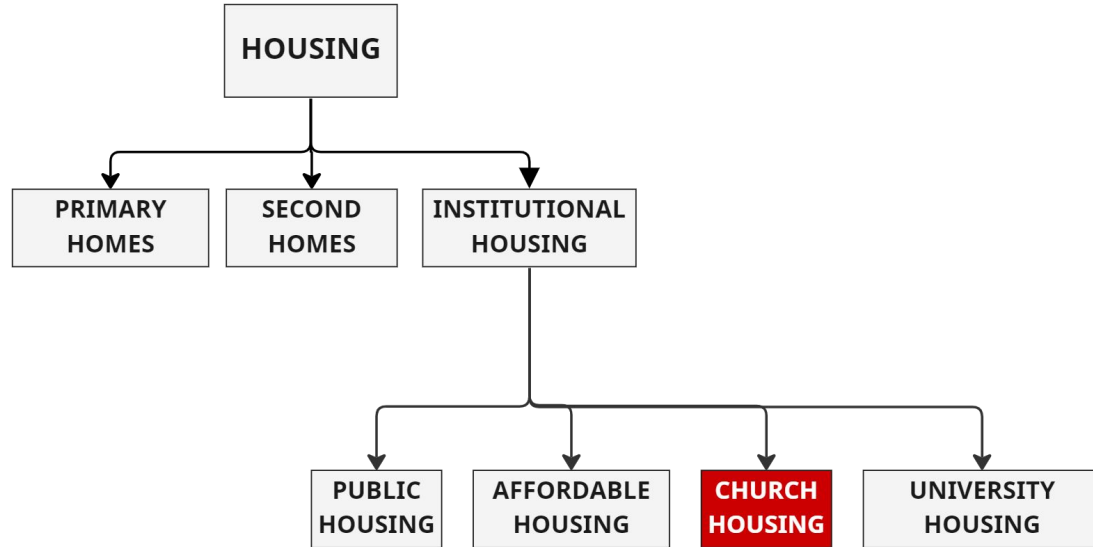 HOUSING
PRIMARY
HOMES
SECOND
HOMES
INSTITUTIONAL
HOUSING
PUBLIC
HOUSING
AFFORDABLE
HOUSING
CHURCH
HOUSING
UNIVERSITY
HOUSING